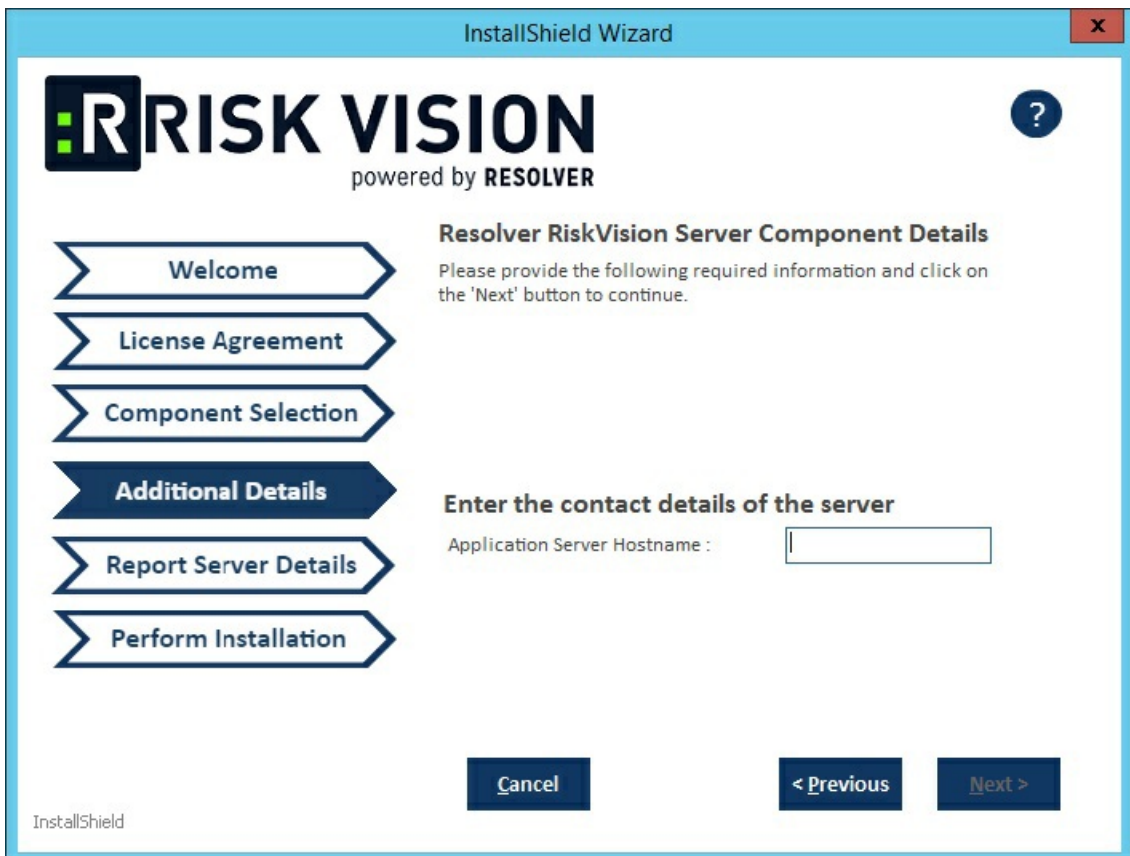 InstallShield Wizard
x
:R RISK VISION
powered by RESOLVER
?
Welcome
License Agreement
Component Selection
Additional Details
Report Server Details
Perform Installation
Resolver RiskVision Server Component Details
Please provide the following required information and click on
the 'Next' button to continue.
Enter the contact details of the server
Application Server Hostname :
Cancel
< Previous
Next >
InstallShield